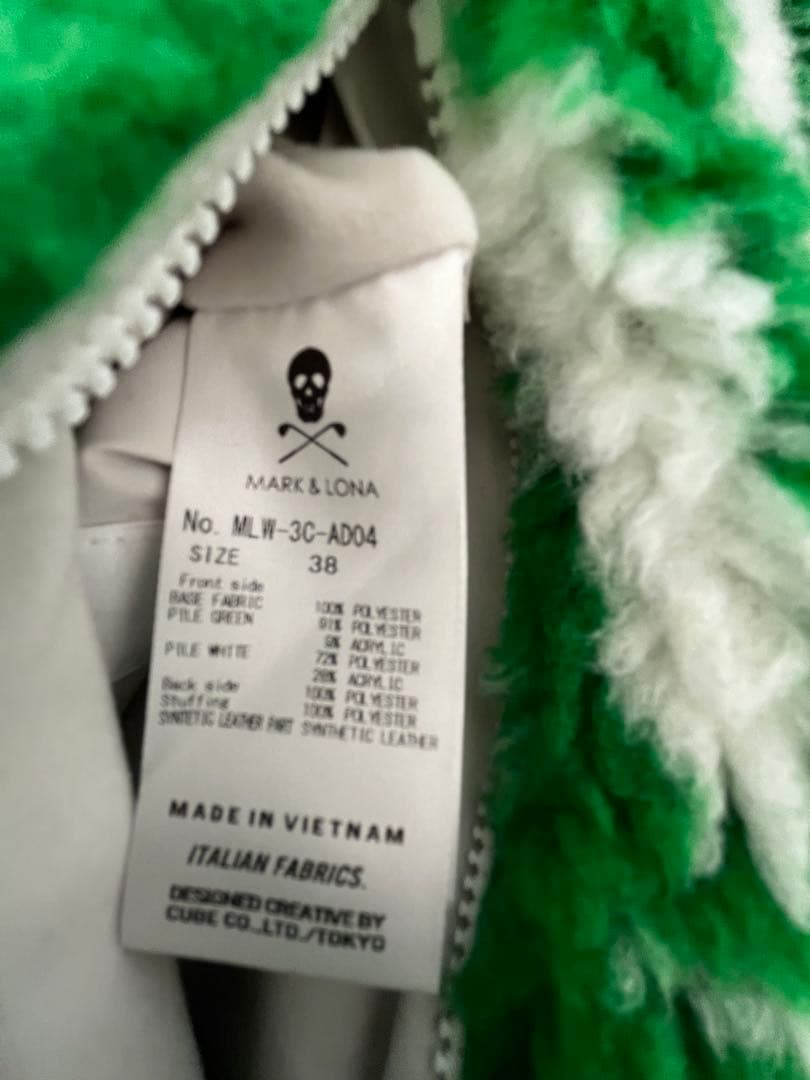 MARK & LONA
No. MLW-3C-AD04
SIZE 38
Front side
BASE FABRIC 100% POLYESTER
PILE GREEN 91% POLYESTER
9% ACRYLIC
PILE WHITE 72% POLYESTER
28% ACRYLIC
Back side 100% POLYESTER
Stuffing 100% POLYESTER
SYNTETIC LEATHER PART SYNTHETIC LEATHER
MADE IN VIETNAM
ITALIAN FABRICS.
DESIGNED CREATIVE BY
CUBE CO.,LTD./TOKYO